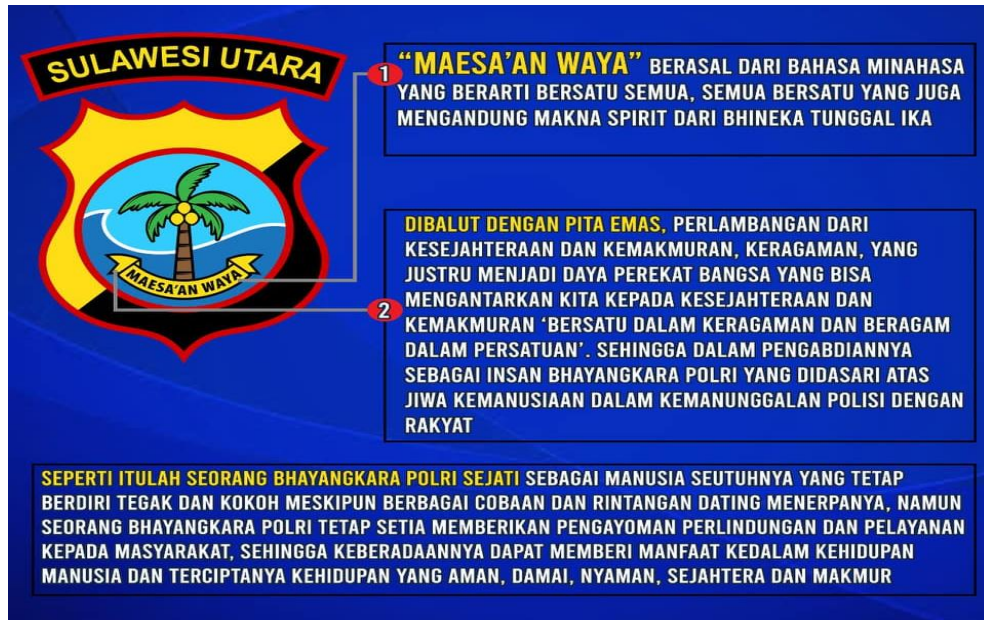 SULAWESI UTARA
MAESA'AN WAYA
1
“MAESA'AN WAYA” BERASAL DARI BAHASA MINAHASA
YANG BERARTI BERSATU SEMUA, SEMUA BERSATU YANG JUGA
MENGANDUNG MAKNA SPIRIT DARI BHINEKA TUNGGAL IKA
2
DIBALUT DENGAN PITA EMAS, PERLAMBANGAN DARI
KESEJAHTERAAN DAN KEMAKMURAN, KERAGAMAN, YANG
JUSTRU MENJADI DAYA PEREKAT BANGSA YANG BISA
MENGANTARKAN KITA KEPADA KESEJAHTERAAN DAN
KEMAKMURAN ‘BERSATU DALAM KERAGAMAN DAN BERAGAM
DALAM PERSATUAN’. SEHINGGA DALAM PENGABDIANNYA
SEBAGAI INSAN BHAYANGKARA POLRI YANG DIDASARI ATAS
JIWA KEMANUSIAAN DALAM KEMANUNGGALAN POLISI DENGAN
RAKYAT
SEPERTI ITULAH SEORANG BHAYANGKARA POLRI SEJATI SEBAGAI MANUSIA SEUTUHNYA YANG TETAP
BERDIRI TEGAK DAN KOKOH MESKIPUN BERBAGAI COBAAN DAN RINTANGAN DATING MENERPANYA, NAMUN
SEORANG BHAYANGKARA POLRI TETAP SETIA MEMBERIKAN PENGAYOMAN PERLINDUNGAN DAN PELAYANAN
KEPADA MASYARAKAT, SEHINGGA KEBERADAANNYA DAPAT MEMBERI MANFAAT KEDALAM KEHIDUPAN
MANUSIA DAN TERCIPTANYA KEHIDUPAN YANG AMAN, DAMAI, NYAMAN, SEJAHTERA DAN MAKMUR